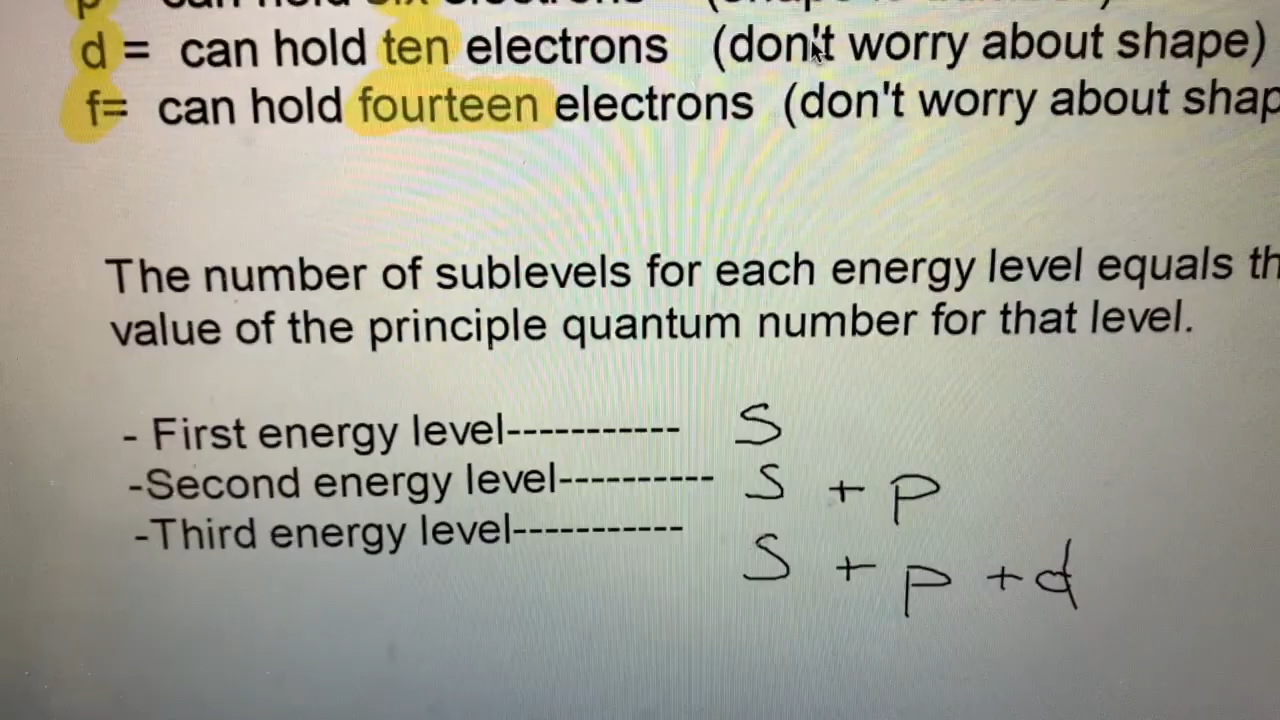 d = can hold ten electrons (don't worry about shape)
f= can hold fourteen electrons (don't worry about shap
The number of sublevels for each energy level equals th
value of the principle quantum number for that level.
- First energy level----------- S
-Second energy level---------- S + p
-Third energy level----------- S + p + d